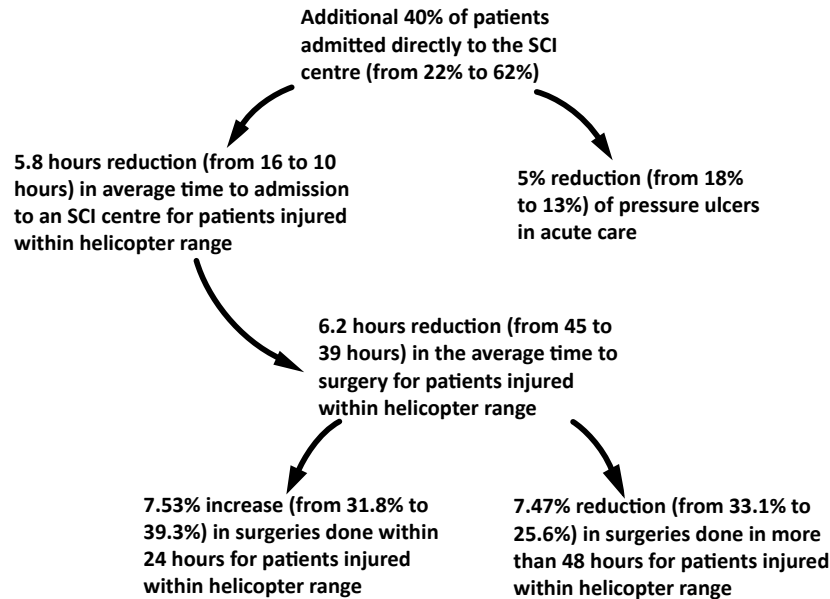 Additional 40% of patients
admitted directly to the SCI
centre (from 22% to 62%)
5.8 hours reduction (from 16 to 10
hours) in average time to admission
to an SCI centre for patients injured
within helicopter range
5% reduction (from 18%
to 13%) of pressure ulcers
in acute care
6.2 hours reduction (from 45 to
39 hours) in the average time to
surgery for patients injured
within helicopter range
7.53% increase (from 31.8% to
39.3%) in surgeries done within
24 hours for patients injured
within helicopter range
7.47% reduction (from 33.1% to
25.6%) in surgeries done in more
than 48 hours for patients injured
within helicopter range